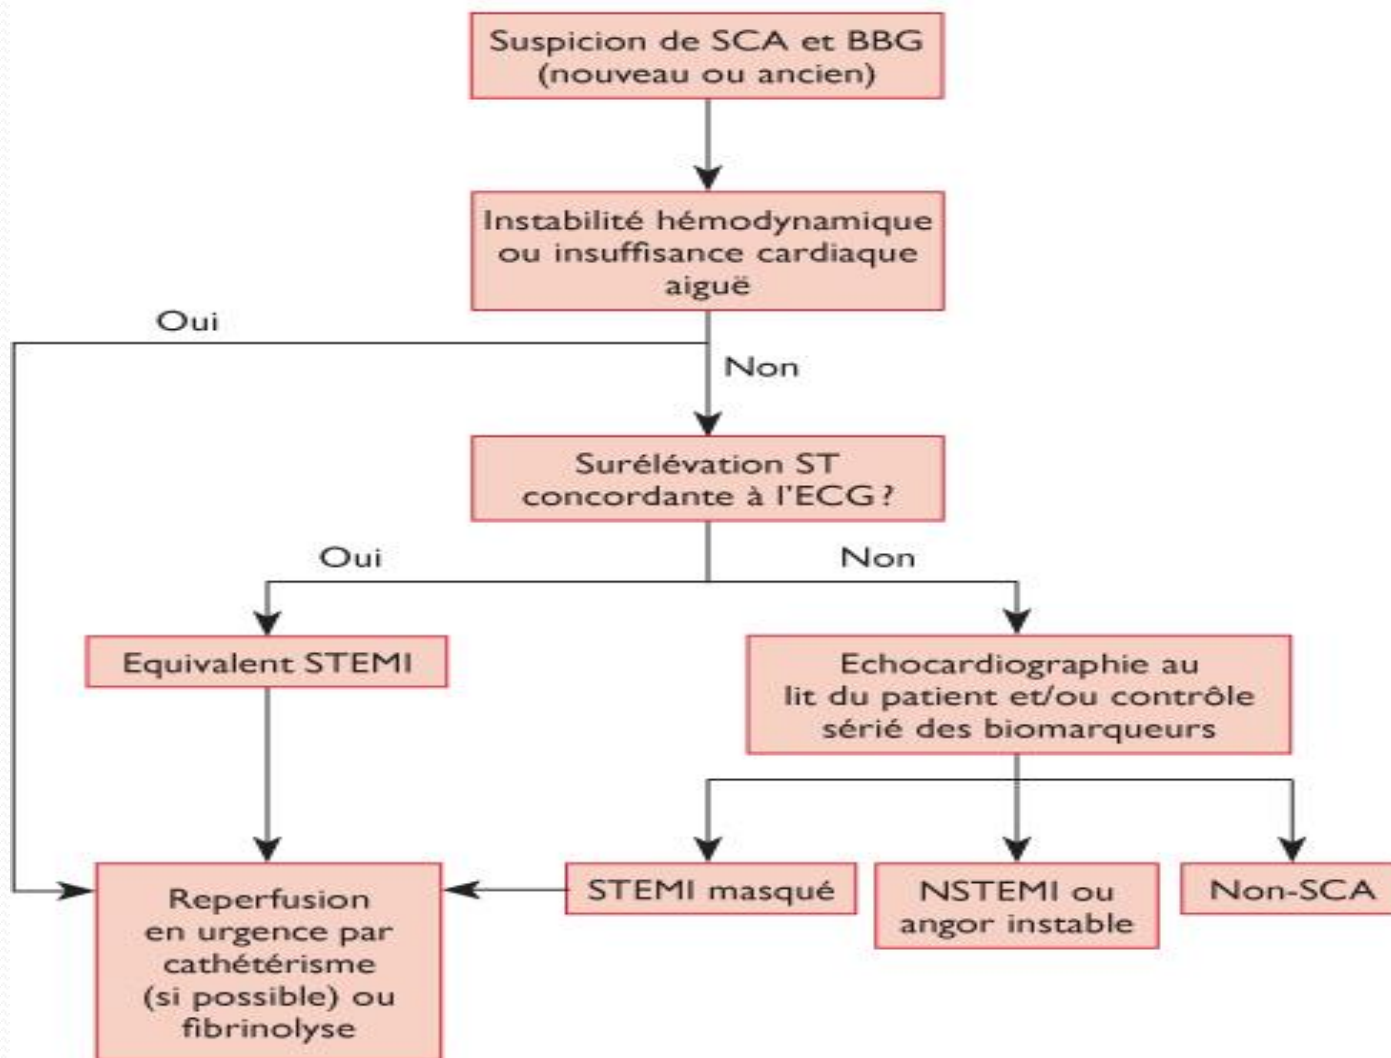 Suspicion de SCA et BBG
(nouveau ou ancien)
Instabilité hémodynamique
ou insuffisance cardiaque
aiguë
Oui
Non
Surélévation ST
concordante à l'ECG ?
Oui
Non
Equivalent STEMI
Echocardiographie au
lit du patient et/ou contrôle
sérié des biomarqueurs
Reperfusion
en urgence par
cathétérisme
(si possible) ou
fibrinolyse
STEMI masqué
NSTEMI ou
angor instable
Non-SCA